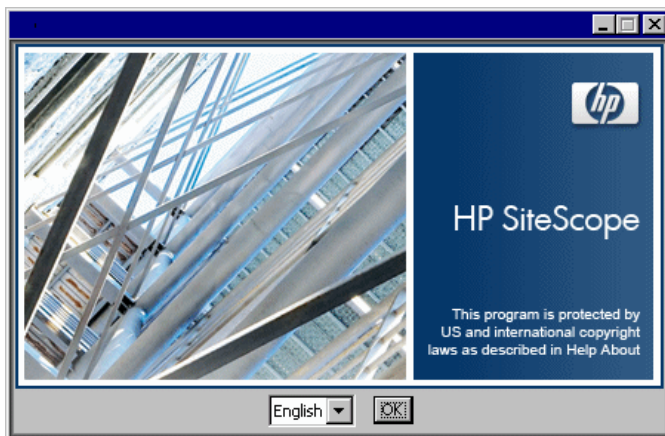 hp
HP SiteScope
This program is protected by
US and international copyright
laws as described in Help About
English
OK